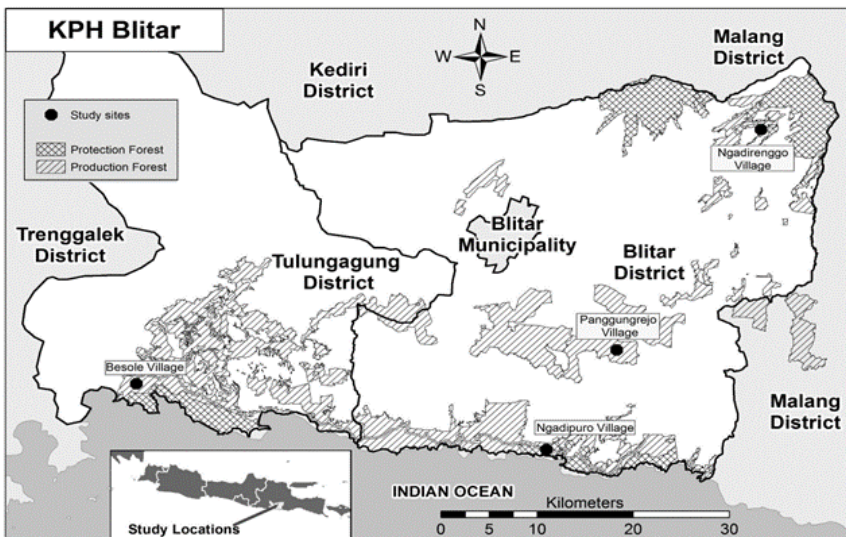 KPH Blitar
N
W E
S
Malang
District
Kediri
District
Study sites
Protection Forest
Production Forest
Ngadirenggo
Village
Trenggalek
District
Blitar
Municipality
Tulungagung
District
Blitar
District
Panggungrejo
Village
Besole Village
Malang
District
Ngadipuro Village
INDIAN OCEAN
Kilometers
0 5 10 20 30
Study Locations